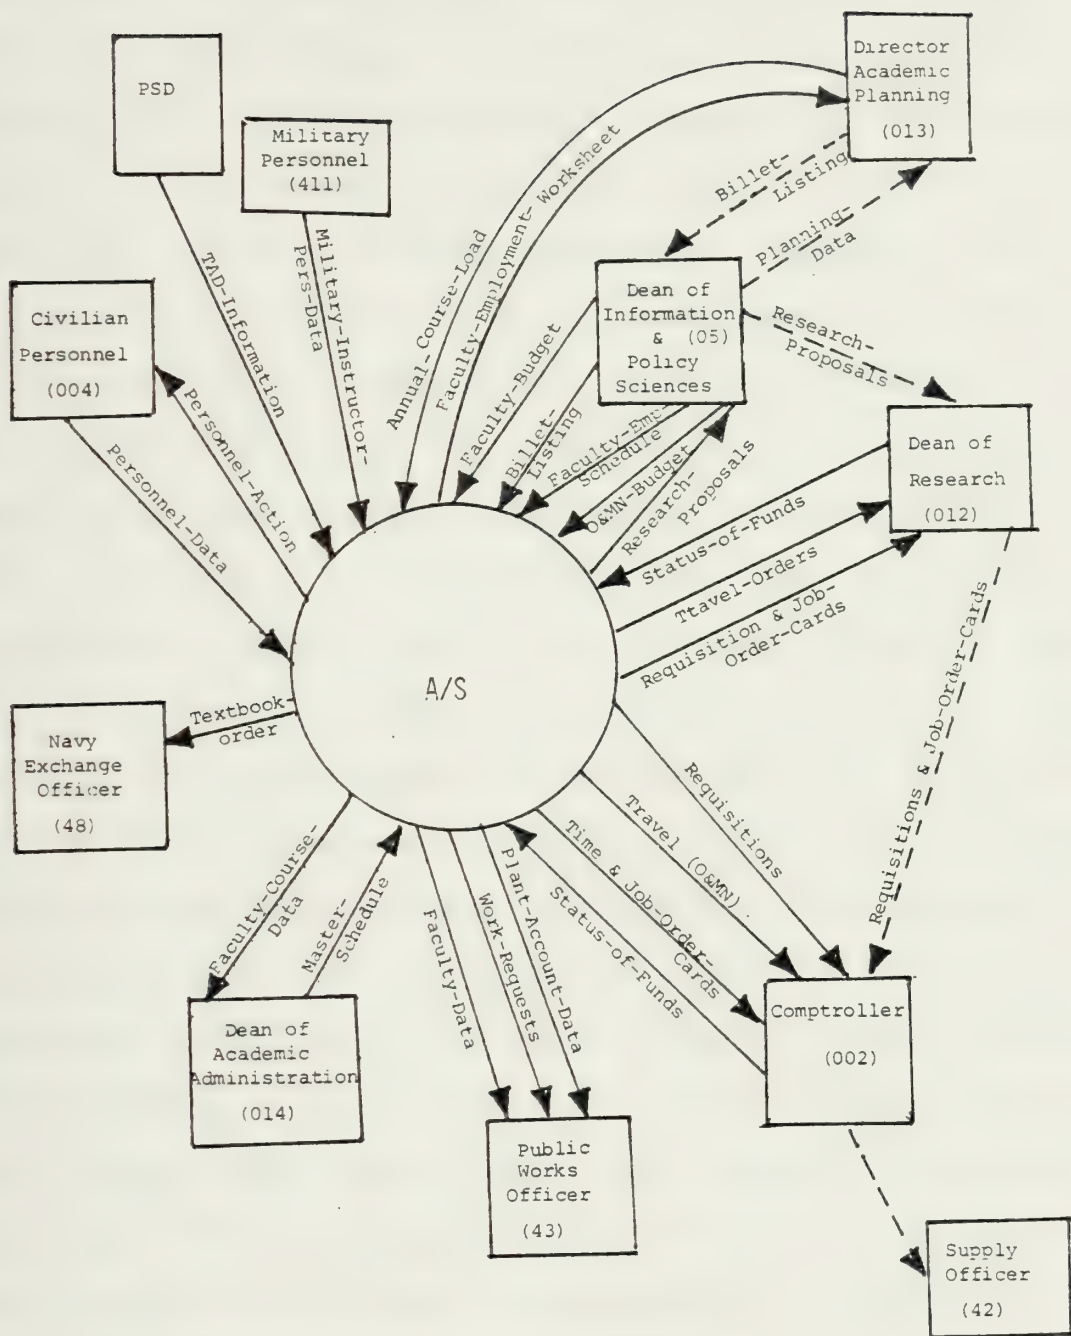 PSD
Military
Personnel
(411)
Director
Academic
Planning
(013)
Civilian
Personnel
(004)
TAD-Information
Military-Instructor-
Pers-Data
Annual-Course-Load
Faculty-Employment-Worksheet
Billet-
Listing
Planning-
Data
Dean of
Information
& (05)
Policy
Sciences
Research-
Proposals
Personnel-Action
Personnel-Data
Faculty-Budget
Billet-
Listing
Faculty-Emp-
Schedule
O&MN-Budget
Research-
Proposals
Dean of
Research
(012)
Status-of-Funds
Ttavel-Orders
Requisition & Job-
Order-Cards
A/S
Textbook-
order
Navy
Exchange
Officer
(48)
Requisitions & Job-Order-Cards
Requisitions
Travel (O&MN)
Time & Job-Order-
Cards
Status-of-Funds
Plant-Account-Data
Work-Requests
Faculty-Data
Faculty-Course-
Data
Master-
Schedule
Comptroller
(002)
Dean of
Academic
Administration
(014)
Public
Works
Officer
(43)
Supply
Officer
(42)